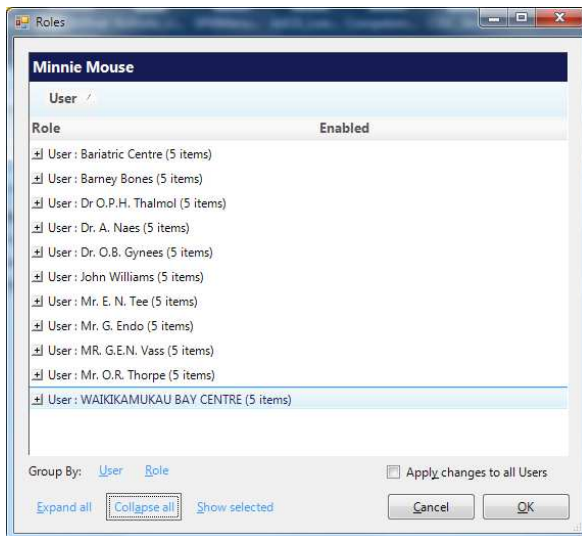 Roles
Minnie Mouse
User
Role Enabled
User : Bariatric Centre (5 items)
User : Barney Bones (5 items)
User : Dr O.P.H. Thalmol (5 items)
User : Dr. A. Naes (5 items)
User : Dr. O.B. Gynees (5 items)
User : John Williams (5 items)
User : Mr. E. N. Tee (5 items)
User : Mr. G. Endo (5 items)
User : MR. G.E.N. Vass (5 items)
User : Mr. O.R. Thorpe (5 items)
User : WAIKIKAMUKAU BAY CENTRE (5 items)
Group By: User Role Apply changes to all Users
Expand all Collapse all Show selected Cancel OK